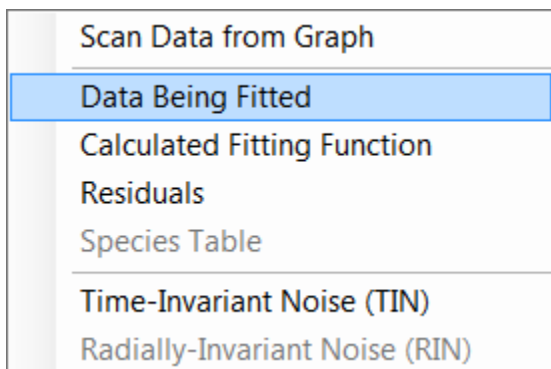 Scan Data from Graph
Data Being Fitted
Calculated Fitting Function
Residuals
Species Table
Time-Invariant Noise (TIN)
Radially-Invariant Noise (RIN)